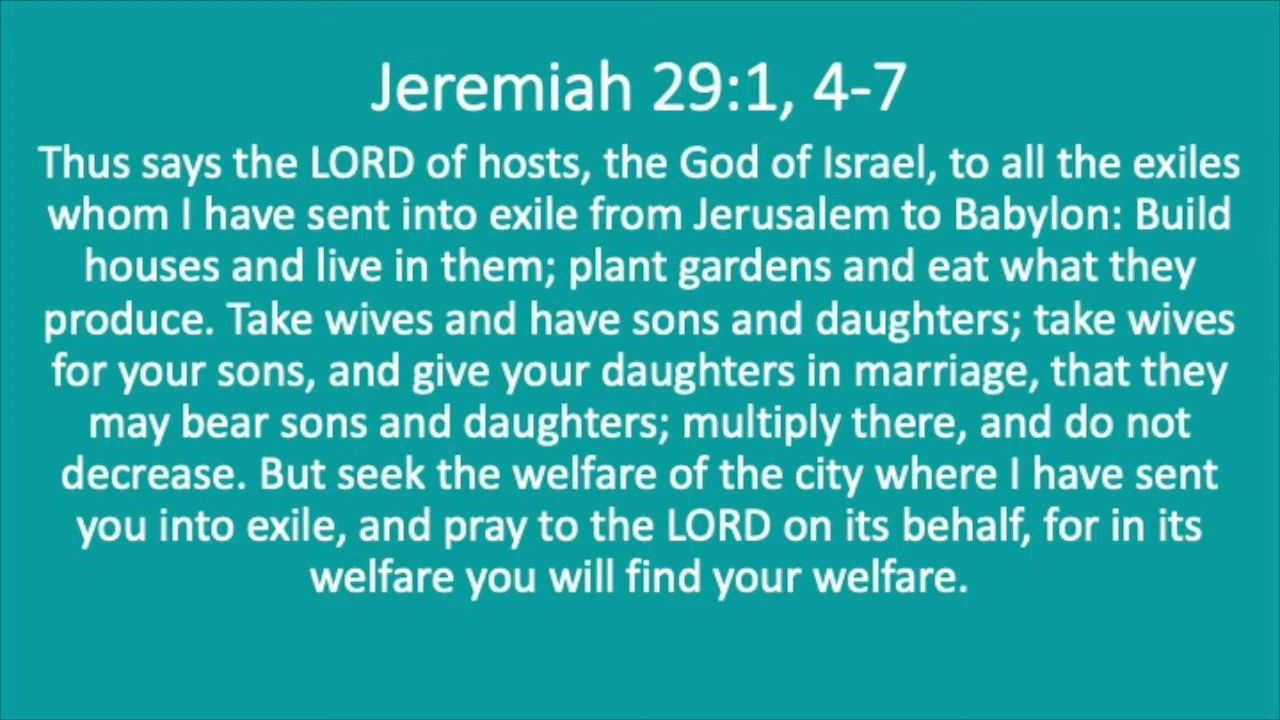 Jeremiah 29:1, 4-7
Thus says the LORD of hosts, the God of Israel, to all the exiles
whom I have sent into exile from Jerusalem to Babylon: Build
houses and live in them; plant gardens and eat what they
produce. Take wives and have sons and daughters; take wives
for your sons, and give your daughters in marriage, that they
may bear sons and daughters; multiply there, and do not
decrease. But seek the welfare of the city where I have sent
you into exile, and pray to the LORD on its behalf, for in its
welfare you will find your welfare.